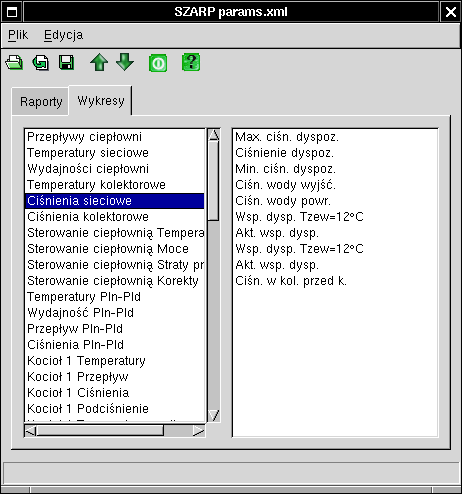 SZARP params.xml
Plik Edycja
Raporty Wykresy
Przepływy ciepłowni
Temperatury sieciowe
Wydajności ciepłowni
Temperatury kolektorowe
Ciśnienia sieciowe
Ciśnienia kolektorowe
Sterowanie ciepłownią Tempera
Sterowanie ciepłownią Moce
Sterowanie ciepłownią Straty pr
Sterowanie ciepłownią Korekty
Temperatury Pln-Pld
Wydajność Pln-Pld
Przepływ Pln-Pld
Ciśnienia Pln-Pld
Kocioł 1 Temperatury
Kocioł 1 Przepływ
Kocioł 1 Ciśnienia
Kocioł 1 Podciśnienie
Max. ciśn. dyspoz.
Ciśnienie dyspoz.
Min. ciśn. dyspoz.
Ciśn. wody wyjść.
Ciśn. wody powr.
Wsp. dysp. Tzew=12°C
Akt. wsp. dysp.
Wsp. dysp. Tzew=12°C
Akt. wsp. dysp.
Ciśn. w kol. przed k.